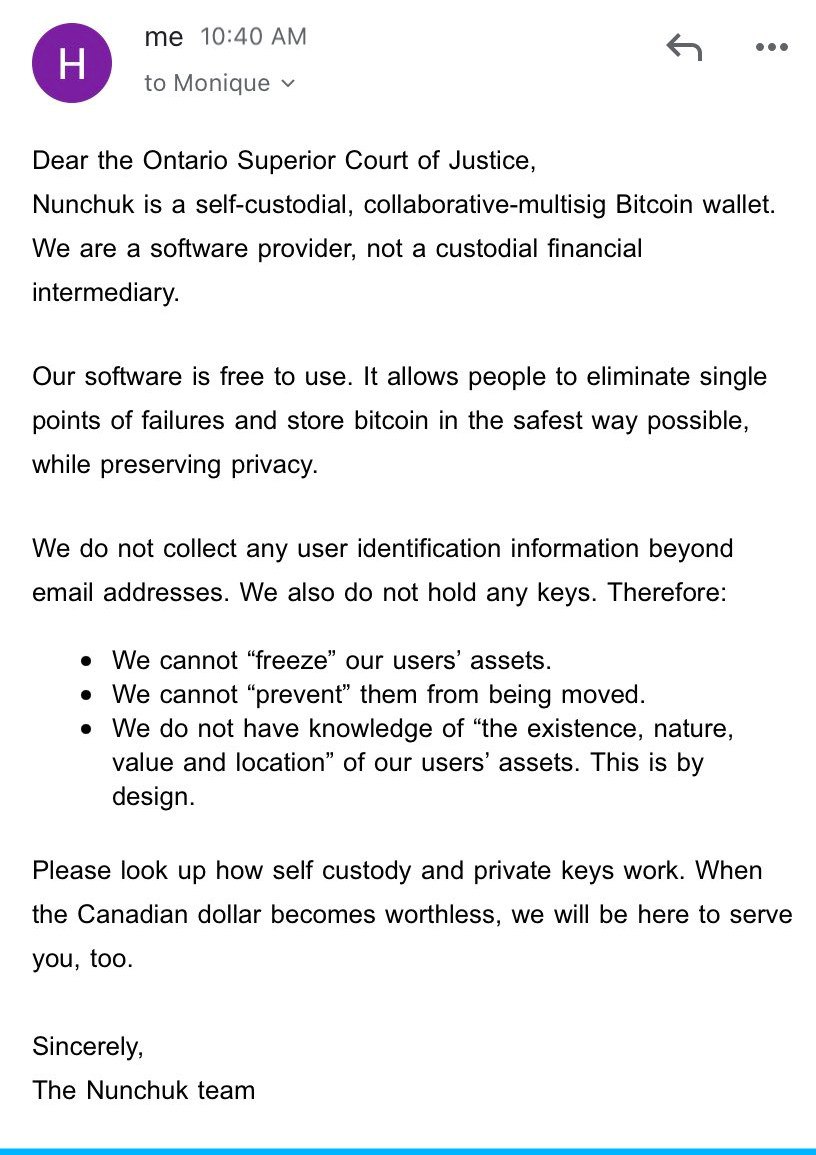 H
me 10:40 AM
to Monique
Dear the Ontario Superior Court of Justice,
Nunchuk is a self-custodial, collaborative-multisig Bitcoin wallet.
We are a software provider, not a custodial financial
intermediary.
Our software is free to use. It allows people to eliminate single
points of failures and store bitcoin in the safest way possible,
while preserving privacy.
We do not collect any user identification information beyond
email addresses. We also do not hold any keys. Therefore:
• We cannot “freeze” our users’ assets.
• We cannot “prevent” them from being moved.
• We do not have knowledge of “the existence, nature,
value and location” of our users’ assets. This is by
design.
Please look up how self custody and private keys work. When
the Canadian dollar becomes worthless, we will be here to serve
you, too.
Sincerely,
The Nunchuk team